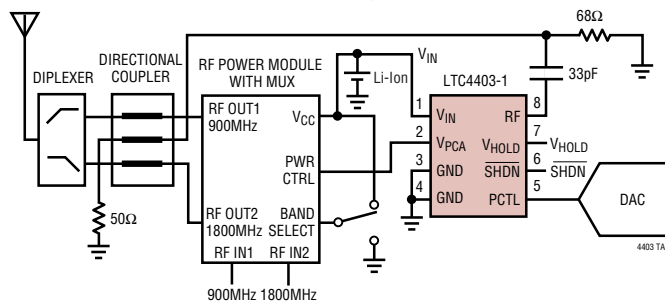 68Ω
DIPLEXER
DIRECTIONAL
COUPLER
RF POWER MODULE
WITH MUX
RF OUT1
900MHz
VCC
PWR
CTRL
RF OUT2
1800MHz
BAND
SELECT
RF IN1
RF IN2
900MHz
1800MHz
50Ω
Li-Ion
VIN
LTC4403-1
33pF
1
VIN
2
VPCA
3
GND
4
GND
RF
8
VHOLD
7
VHOLD
SHDN
6
SHDN
PCTL
5
DAC